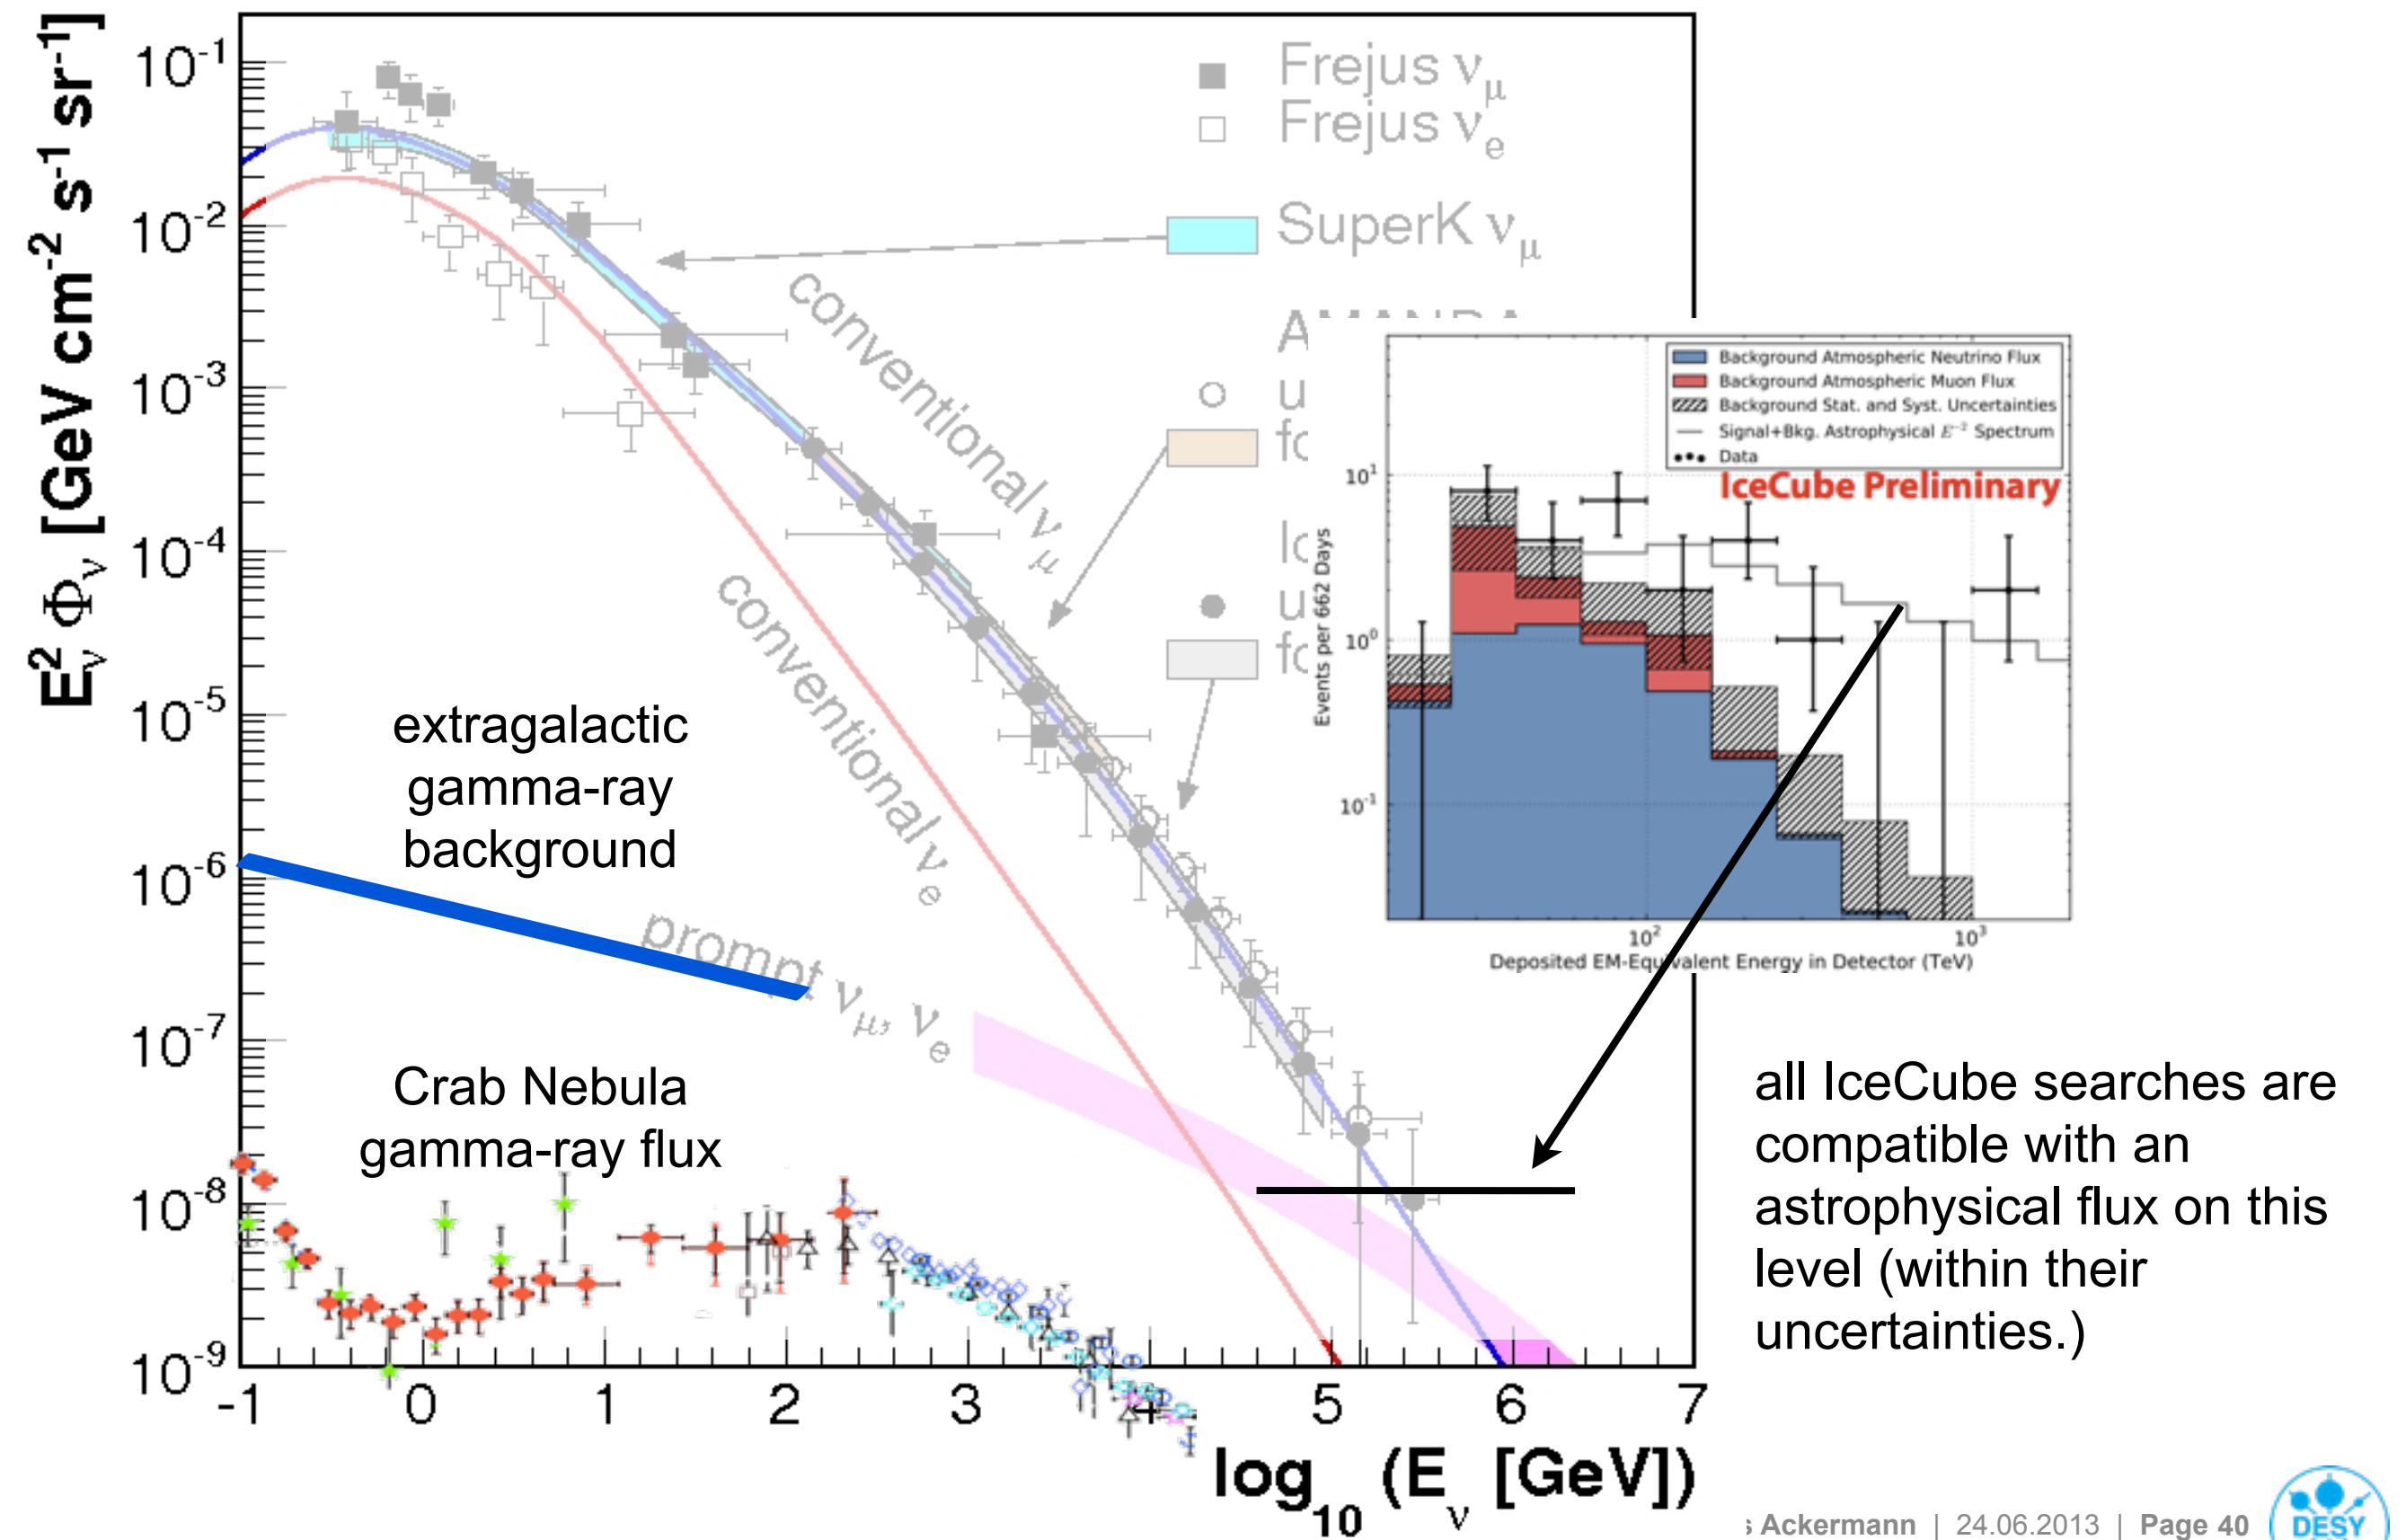 E²ν Φν [GeV cm⁻² s⁻¹ sr⁻¹]
10⁻¹
10⁻²
10⁻³
10⁻⁴
10⁻⁵
10⁻⁶
10⁻⁷
10⁻⁸
10⁻⁹
Frejus νμ
Frejus νe
SuperK νμ
conventional νμ
conventional νe
prompt νμ, νe
extragalactic
gamma-ray
background
Crab Nebula
gamma-ray flux
Background Atmospheric Neutrino Flux
Background Atmospheric Muon Flux
Background Stat. and Syst. Uncertainties
Signal+Bkg. Astrophysical E⁻² Spectrum
Data
IceCube Preliminary
Events per 662 Days
10¹
10⁰
10⁻¹
10² 10³
Deposited EM-Equivalent Energy in Detector (TeV)
all IceCube searches are
compatible with an
astrophysical flux on this
level (within their
uncertainties.)
-1 0 1 2 3 5 6 7
log₁₀ (Eν [GeV])
Ackermann | 24.06.2013 | Page 40
DESY